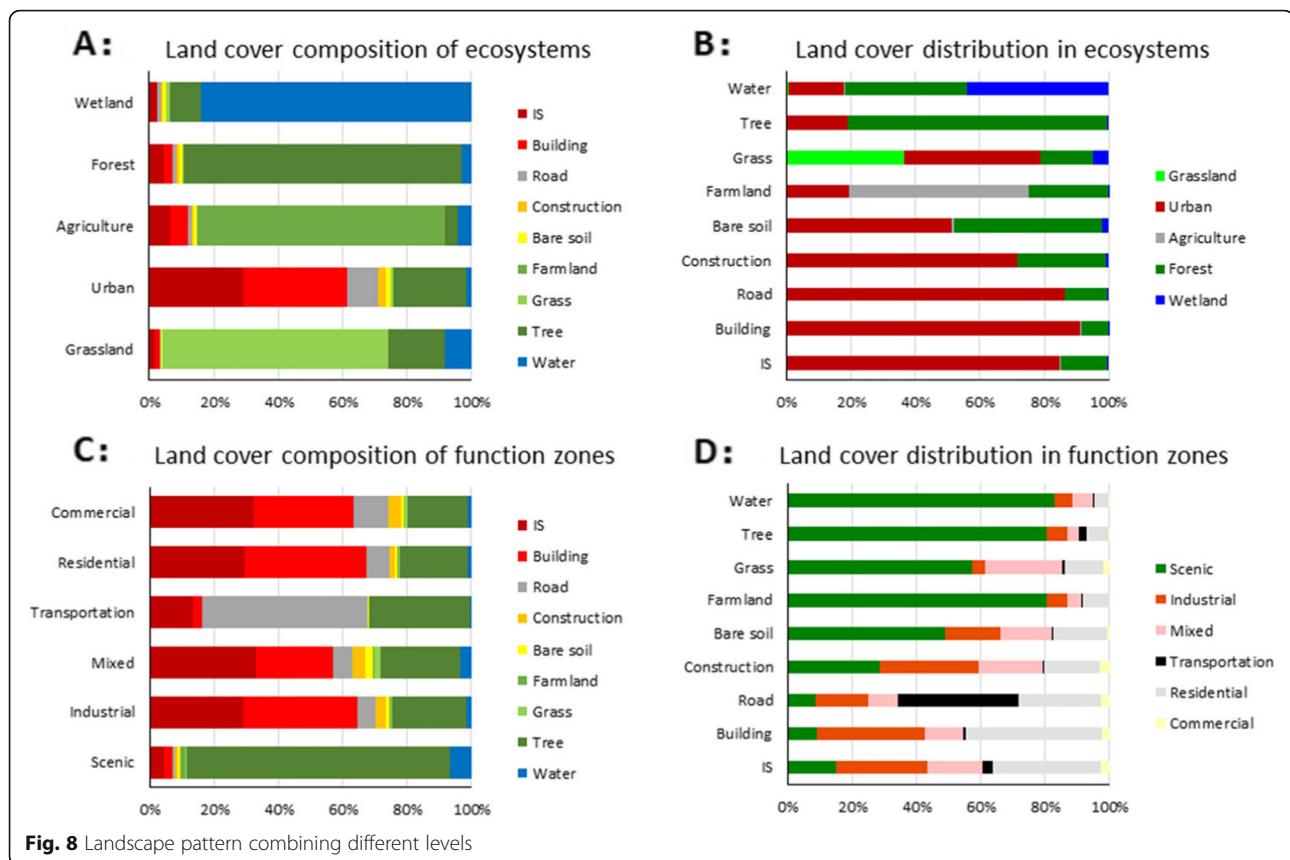 A: Land cover composition of ecosystems
Wetland
Forest
Agriculture
Urban
Grassland
0% 20% 40% 60% 80% 100%
IS
Building
Road
Construction
Bare soil
Farmland
Grass
Tree
Water
B: Land cover distribution in ecosystems
Water
Tree
Grass
Farmland
Bare soil
Construction
Road
Building
IS
0% 20% 40% 60% 80% 100%
Grassland
Urban
Agriculture
Forest
Wetland
C: Land cover composition of function zones
Commercial
Residential
Transportation
Mixed
Industrial
Scenic
0% 20% 40% 60% 80% 100%
IS
Building
Road
Construction
Bare soil
Farmland
Grass
Tree
Water
D: Land cover distribution in function zones
Water
Tree
Grass
Farmland
Bare soil
Construction
Road
Building
IS
0% 20% 40% 60% 80% 100%
Scenic
Industrial
Mixed
Transportation
Residential
Commercial
Fig. 8 Landscape pattern combining different levels